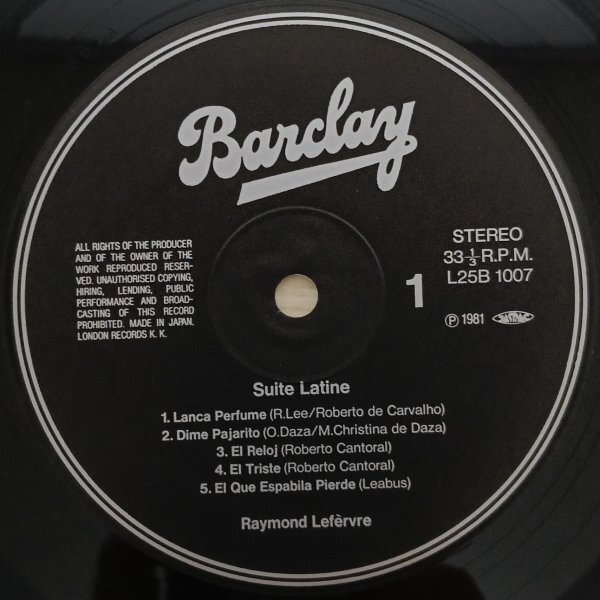 Barclay
ALL RIGHTS OF THE PRODUCER
AND OF THE OWNER OF THE
WORK REPRODUCED RESER-
VED. UNAUTHORISED COPYING,
HIRING, LENDING, PUBLIC
PERFORMANCE AND BROAD-
CASTING OF THIS RECORD
PROHIBITED. MADE IN JAPAN.
LONDON RECORDS K. K.
STEREO
33 1/3 R.P.M.
L25B 1007
1
Ⓟ 1981 JASRAC
Suite Latine
1. Lanca Perfume (R.Lee/Roberto de Carvalho)
2. Dime Pajarito (O.Daza/M.Christina de Daza)
3. El Reloj (Roberto Cantoral)
4. El Triste (Roberto Cantoral)
5. El Que Espabila Pierde (Leabus)
Raymond Lefèrvre